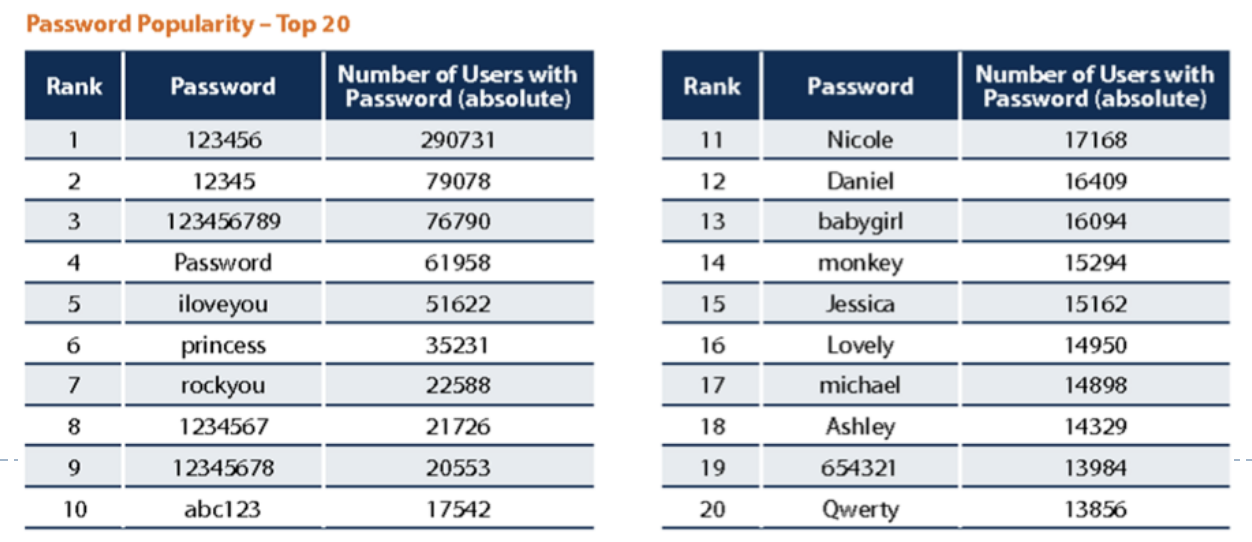 Password Popularity – Top 20
Rank Password Number of Users with Password (absolute)
1 123456 290731
2 12345 79078
3 123456789 76790
4 Password 61958
5 iloveyou 51622
6 princess 35231
7 rockyou 22588
8 1234567 21726
9 12345678 20553
10 abc123 17542
Rank Password Number of Users with Password (absolute)
11 Nicole 17168
12 Daniel 16409
13 babygirl 16094
14 monkey 15294
15 Jessica 15162
16 Lovely 14950
17 michael 14898
18 Ashley 14329
19 654321 13984
20 Qwerty 13856